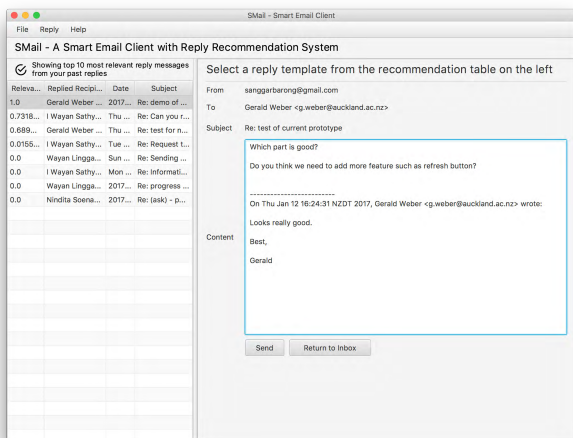 SMail - Smart Email Client
File Reply Help
SMail - A Smart Email Client with Reply Recommendation System
Showing top 10 most relevant reply messages
from your past replies
Releva... Replied Recipi... Date Subject
1.0 Gerald Weber ... 2017... Re: demo of ...
0.7318... I Wayan Sathy... Thu ... Re: Can you r...
0.689... Gerald Weber ... Thu ... Re: test for n...
0.0155... I Wayan Sathy... Tue ... Re: Request t...
0.0 Wayan Lingga... Sun ... Re: Sending ...
0.0 I Wayan Sathy... Mon ... Re: Informati...
0.0 Wayan Lingga... 2017... Re: progress ...
0.0 Nindita Soena... 2017... Re: (ask) - p...
Select a reply template from the recommendation table on the left
From sanggarbarong@gmail.com
To Gerald Weber <g.weber@auckland.ac.nz>
Subject Re: test of current prototype
Content
Which part is good?
Do you think we need to add more feature such as refresh button?
-------------------------
On Thu Jan 12 16:24:31 NZDT 2017, Gerald Weber <g.weber@auckland.ac.nz> wrote:
Looks really good.
Best,
Gerald
Send Return to Inbox